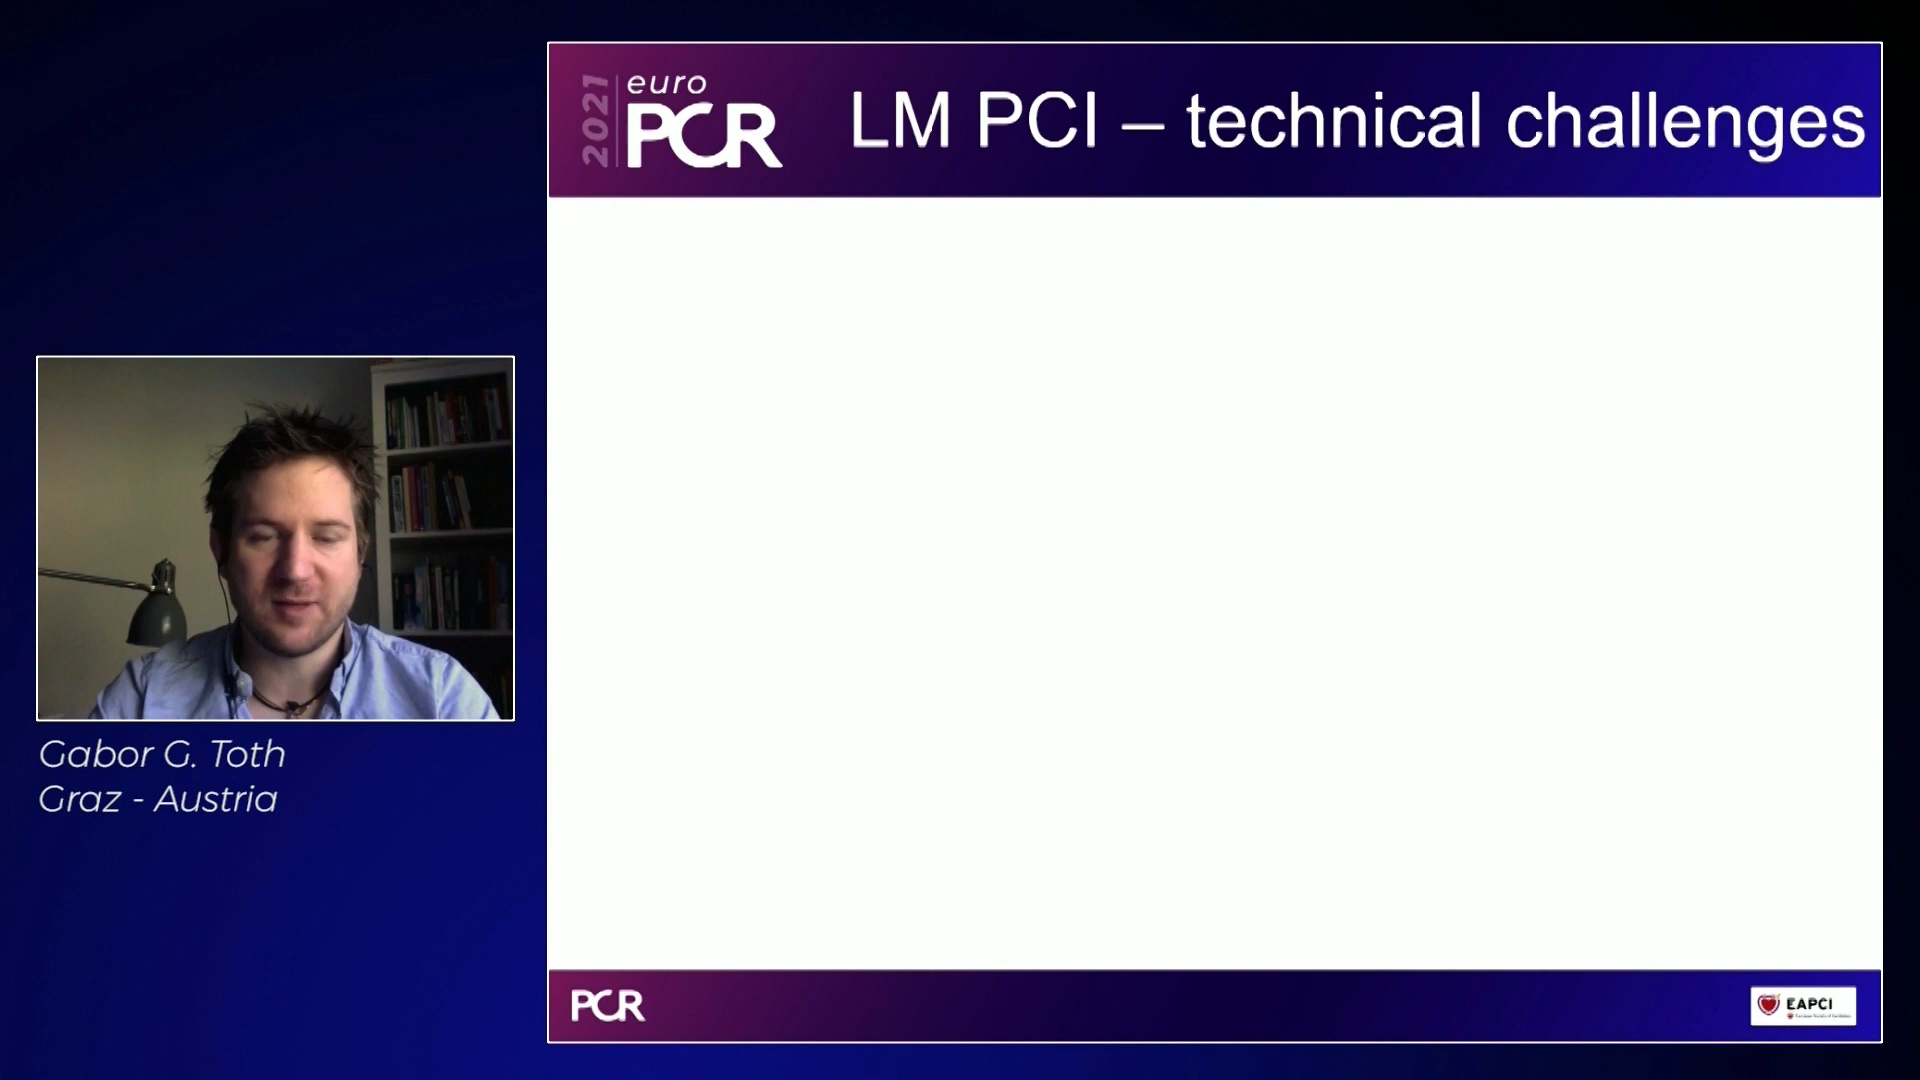 2021
euro
PCR
LM PCI – technical challenges
Gabor G. Toth
Graz - Austria
PCR
EAPCI